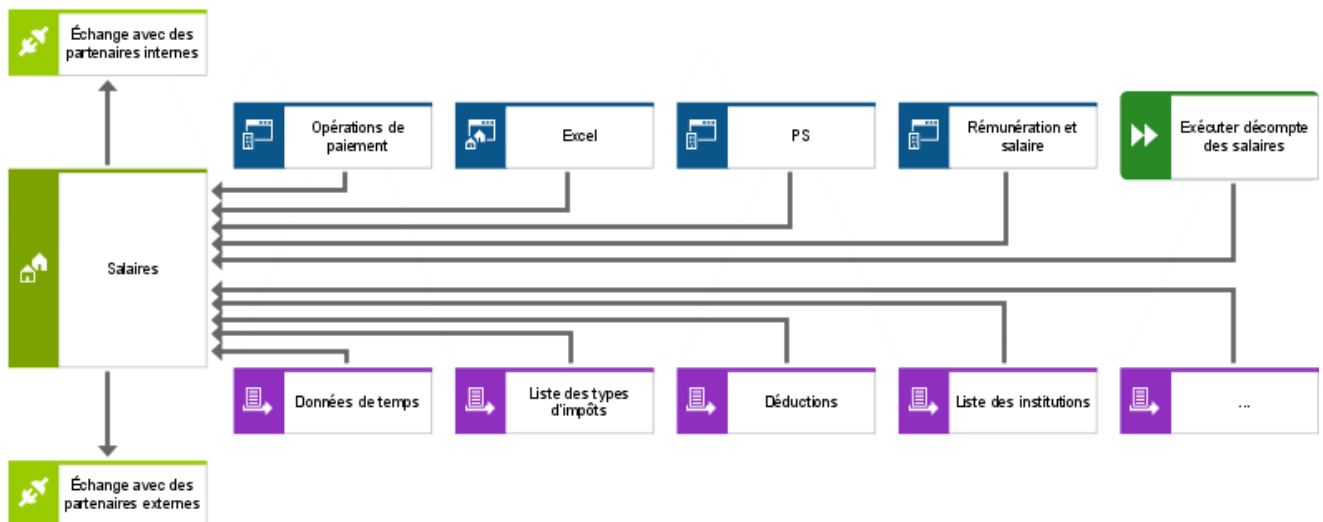 Échange avec des
partenaires internes
Opérations de
paiement
Excel
PS
Rémunération et
salaire
Exécuter décompte
des salaires
Salaires
Données de temps
Liste des types
d'impôts
Déductions
Liste des institutions
...
Échange avec des
partenaires externes